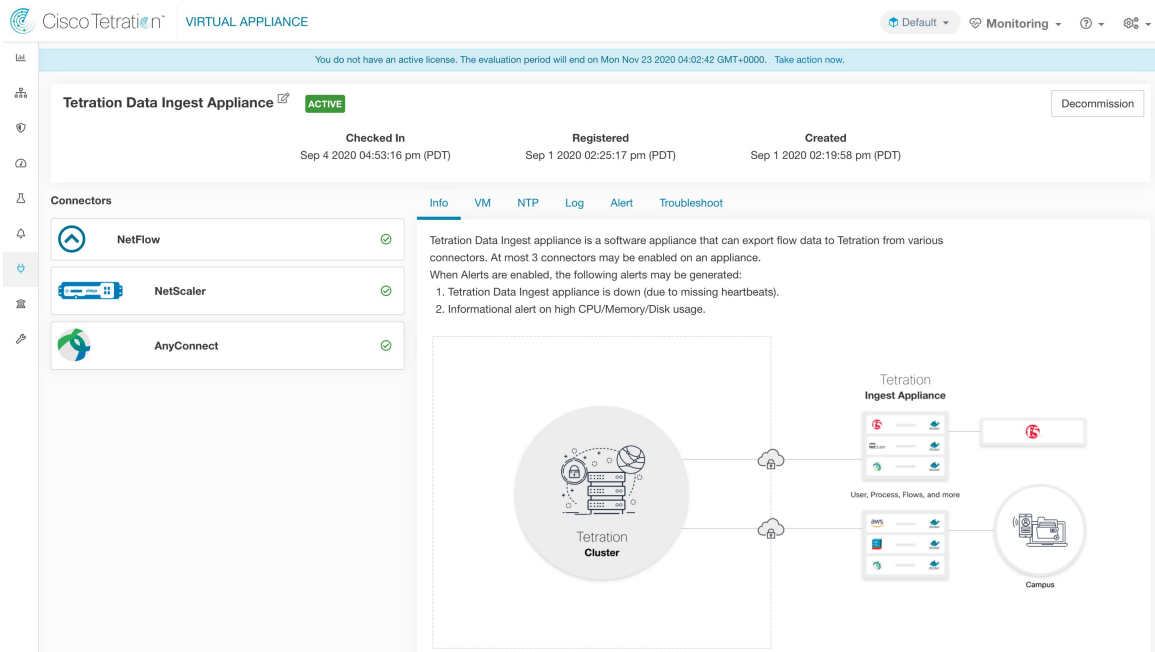 Cisco Tetration™ VIRTUAL APPLIANCE
Default
Monitoring
You do not have an active license. The evaluation period will end on Mon Nov 23 2020 04:02:42 GMT+0000. Take action now.
Tetration Data Ingest Appliance
ACTIVE
Decommission
Checked In
Sep 4 2020 04:53:16 pm (PDT)
Registered
Sep 1 2020 02:25:17 pm (PDT)
Created
Sep 1 2020 02:19:58 pm (PDT)
Connectors
NetFlow
citrix
NetScaler
AnyConnect
Info VM NTP Log Alert Troubleshoot
Tetration Data Ingest appliance is a software appliance that can export flow data to Tetration from various
connectors. At most 3 connectors may be enabled on an appliance.
When Alerts are enabled, the following alerts may be generated:
1. Tetration Data Ingest appliance is down (due to missing heartbeats).
2. Informational alert on high CPU/Memory/Disk usage.
Tetration
Cluster
Tetration
Ingest Appliance
f5
NetScaler
f5
User, Process, Flows, and more
aws
Campus